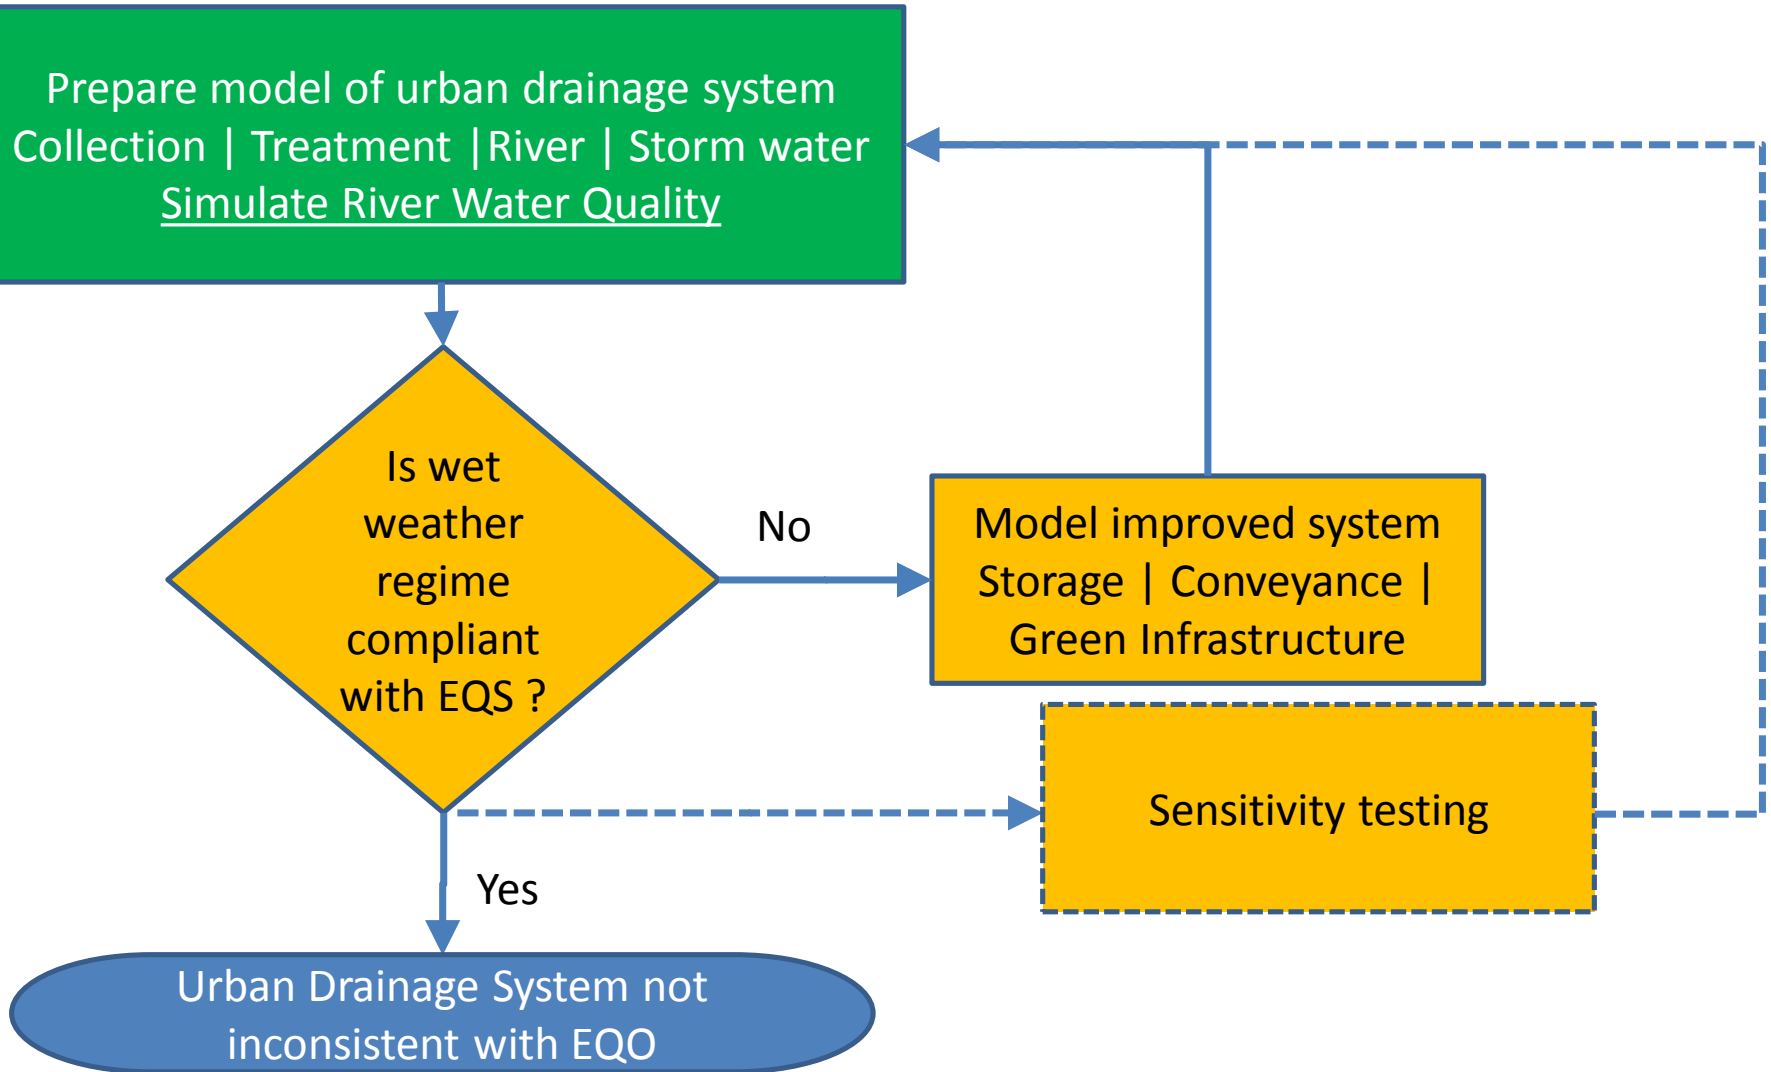 Prepare model of urban drainage system
Collection | Treatment |River | Storm water
Simulate River Water Quality
Is wet
weather
regime
compliant
with EQS ?
No
Model improved system
Storage | Conveyance |
Green Infrastructure
Sensitivity testing
Yes
Urban Drainage System not
inconsistent with EQO